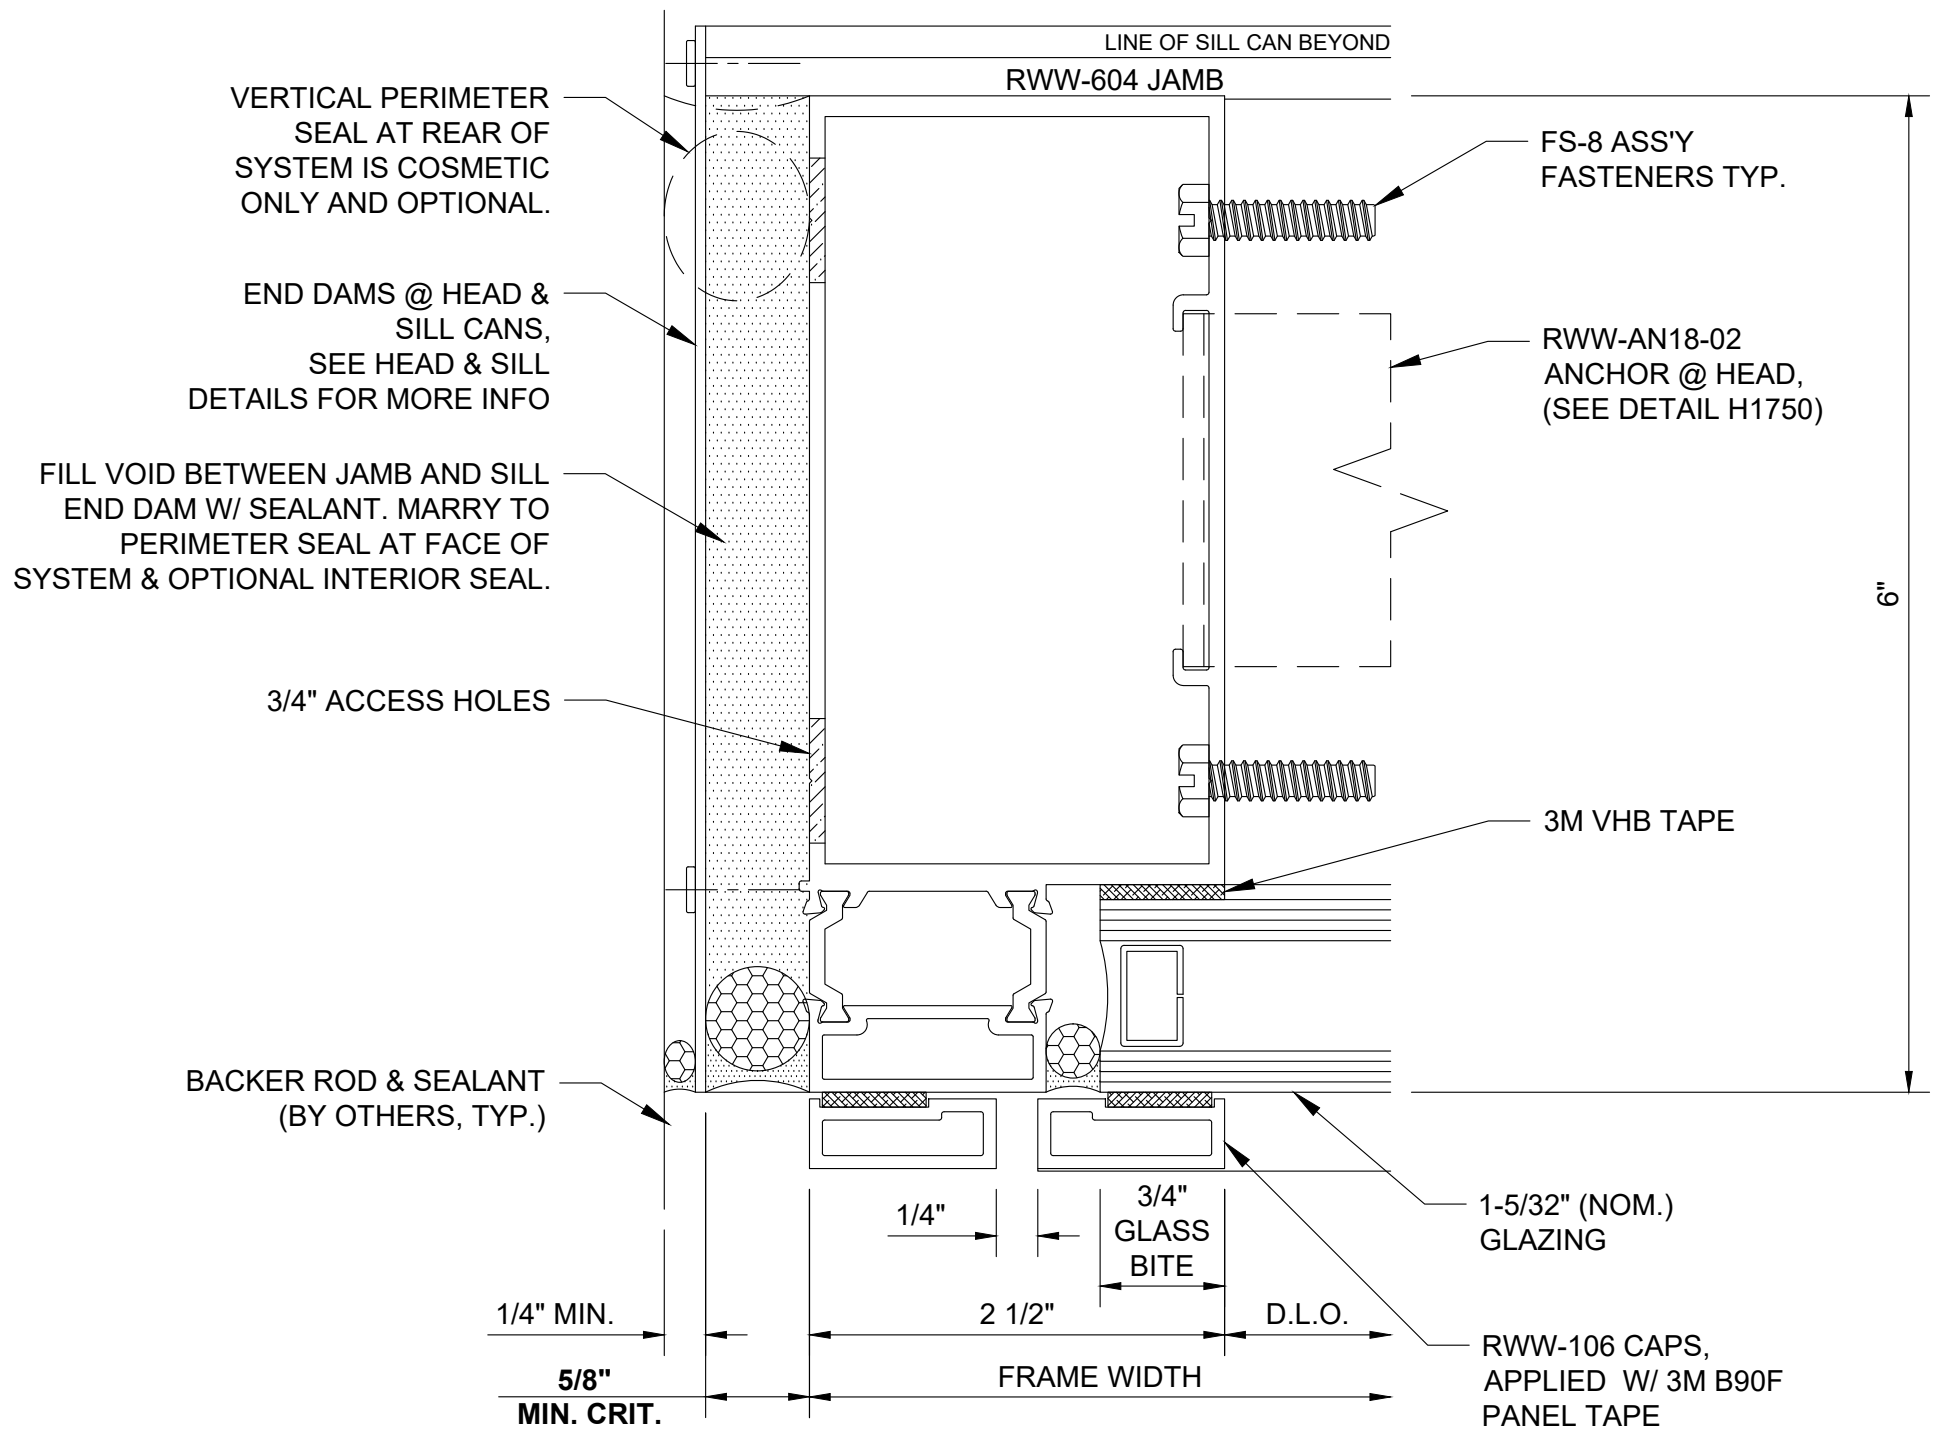 LINE OF SILL CAN BEYOND
RWW-604 JAMB
VERTICAL PERIMETER
SEAL AT REAR OF
SYSTEM IS COSMETIC
ONLY AND OPTIONAL.
END DAMS @ HEAD &
SILL CANS,
SEE HEAD & SILL
DETAILS FOR MORE INFO
FILL VOID BETWEEN JAMB AND SILL
END DAM W/ SEALANT. MARRY TO
PERIMETER SEAL AT FACE OF
SYSTEM & OPTIONAL INTERIOR SEAL.
3/4" ACCESS HOLES
BACKER ROD & SEALANT
(BY OTHERS, TYP.)
FS-8 ASS'Y
FASTENERS TYP.
RWW-AN18-02
ANCHOR @ HEAD,
(SEE DETAIL H1750)
6"
3M VHB TAPE
1-5/32" (NOM.)
GLAZING
RWW-106 CAPS,
APPLIED W/ 3M B90F
PANEL TAPE
1/4"
3/4"
GLASS
BITE
1/4" MIN.
2 1/2"
D.L.O.
5/8"
MIN. CRIT.
FRAME WIDTH